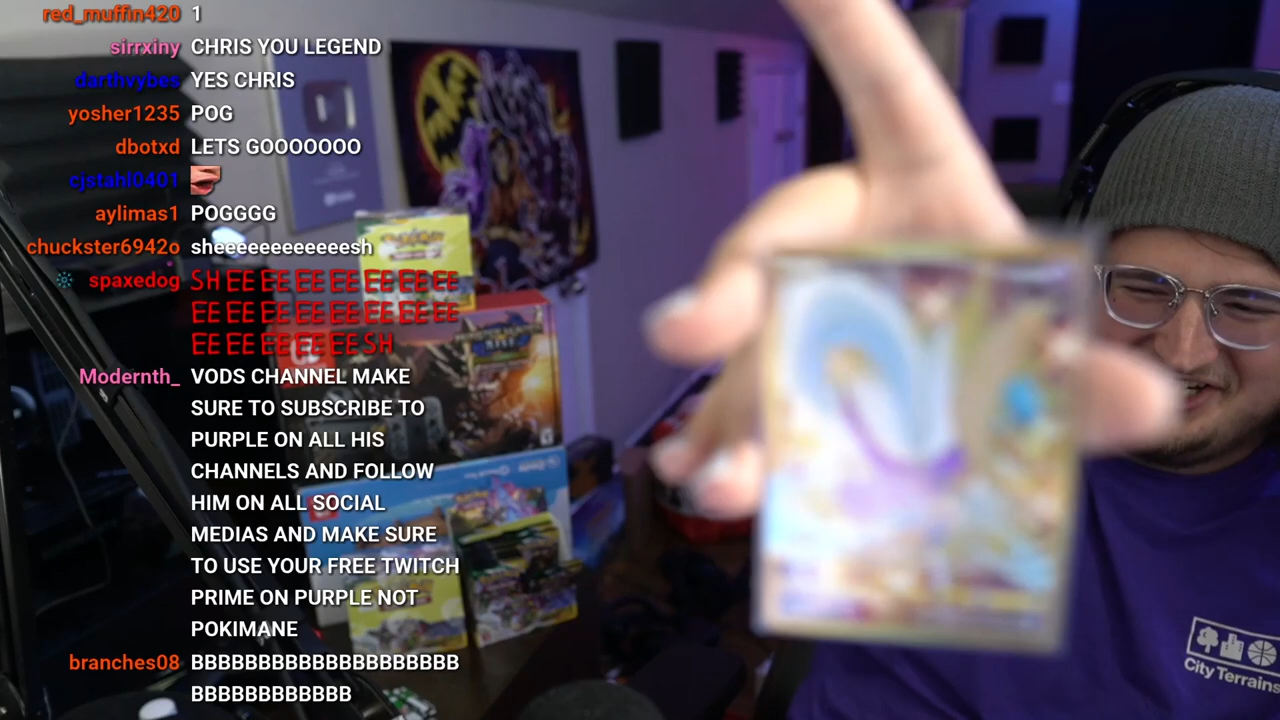 red_muffin420 1
sirrxiny CHRIS YOU LEGEND
darthvybes YES CHRIS
yosher1235 POG
dbotxd LETS GOOOOOOO
cjstahl0401
aylimas1 POGGGG
chuckster6942o sheeeeeeeeeeeesh
spaxedog SH EE EE EE EE EE EE EE
EE EE EE EE EE EE EE EE
EE EE EE EE EE SH
Modernth_ VODS CHANNEL MAKE
SURE TO SUBSCRIBE TO
PURPLE ON ALL HIS
CHANNELS AND FOLLOW
HIM ON ALL SOCIAL
MEDIAS AND MAKE SURE
TO USE YOUR FREE TWITCH
PRIME ON PURPLE NOT
POKIMANE
branches08 BBBBBBBBBBBBBBBBBBBB
BBBBBBBBBBBB
City Terrains